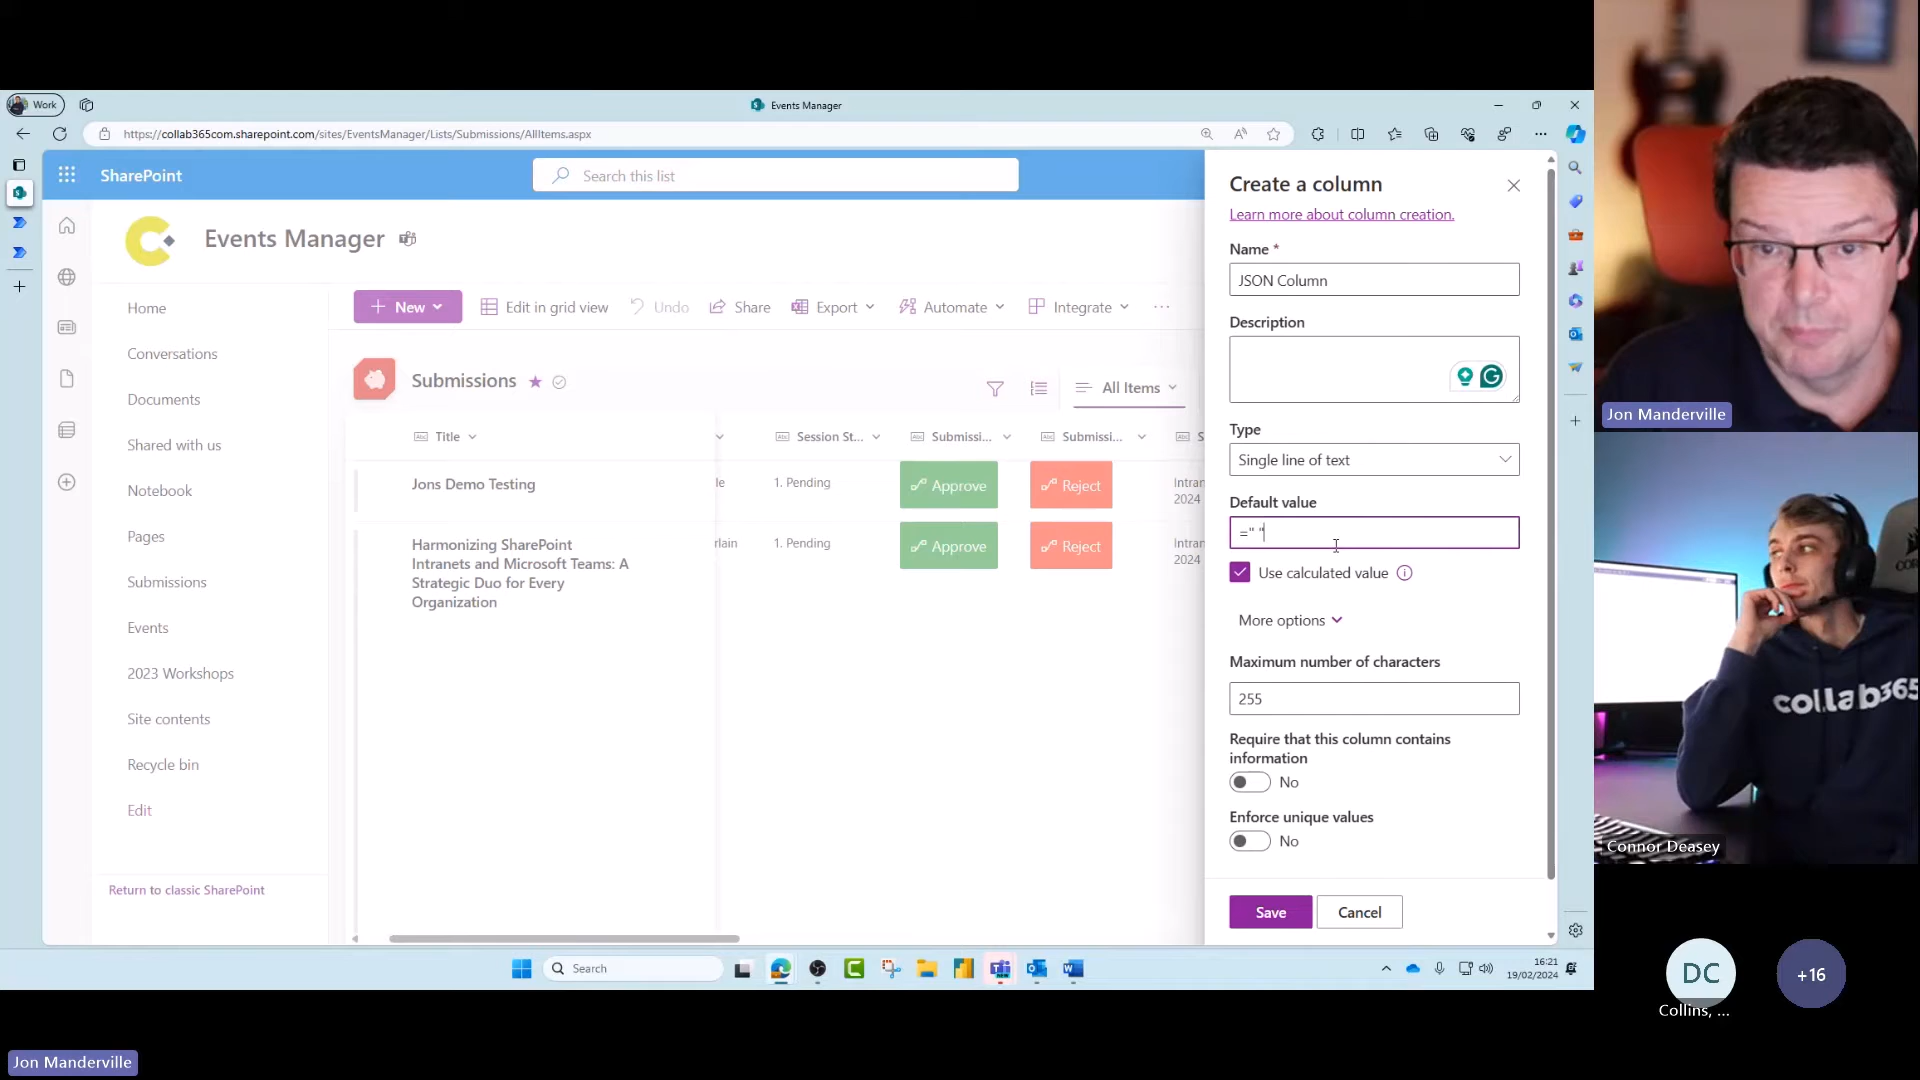 Work
Events Manager
https://collab365com.sharepoint.com/sites/EventsManager/Lists/Submissions/AllItems.aspx
SharePoint
Search this list
Events Manager
Home
Conversations
Documents
Shared with us
Notebook
Pages
Submissions
Events
2023 Workshops
Site contents
Recycle bin
Edit
Return to classic SharePoint
New
Edit in grid view
Undo
Share
Export
Automate
Integrate
Submissions
All Items
Title
Session St...
Submissi...
Submissi...
S
Jons Demo Testing
le
1. Pending
Approve
Reject
Intran
2024
Harmonizing SharePoint
Intranets and Microsoft Teams: A
Strategic Duo for Every
Organization
rlain
1. Pending
Approve
Reject
Intran
2024
Create a column
Learn more about column creation.
Name *
JSON Column
Description
Type
Single line of text
Default value
=" "
Use calculated value
More options
Maximum number of characters
255
Require that this column contains
information
No
Enforce unique values
No
Save
Cancel
Search
16:21
19/02/2024
Jon Manderville
collab365
COR
Connor Deasey
DC
Collins, ...
+16
Jon Manderville